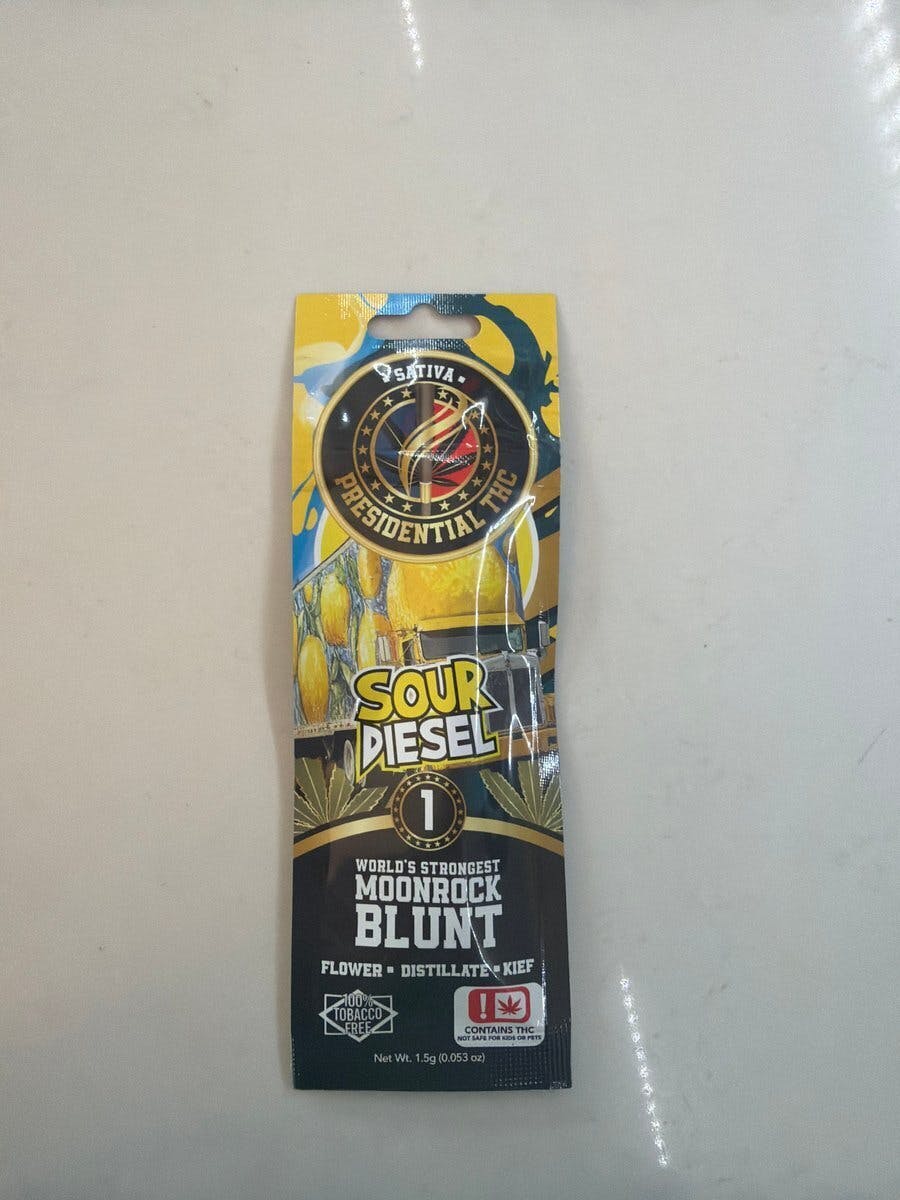 SATIVA
PRESIDENTIAL THC
SOUR
DIESEL
1
WORLD'S STRONGEST
MOONROCK
BLUNT
FLOWER ▪ DISTILLATE ▪ KIEF
100%
TOBACCO
FREE
!
CONTAINS THC
NOT SAFE FOR KIDS OR PETS
Net Wt. 1.5g (0.053 oz)